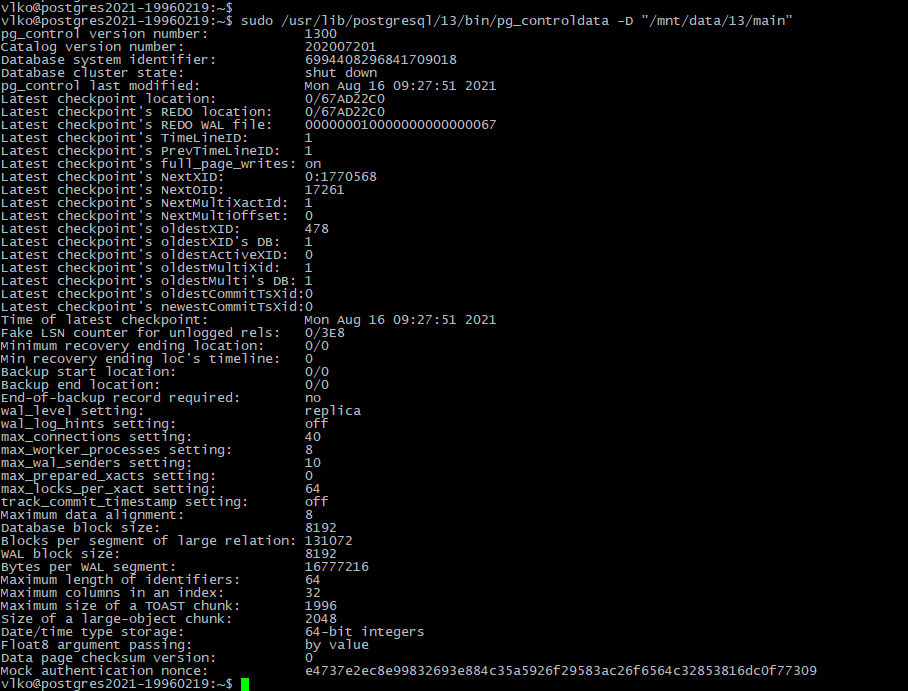 vlko@postgres2021-19960219:~$
vlko@postgres2021-19960219:~$ sudo /usr/lib/postgresql/13/bin/pg_controldata -D "/mnt/data/13/main"
pg_control version number:            1300
Catalog version number:               202007201
Database system identifier:           6994408296841709018
Database cluster state:               shut down
pg_control last modified:             Mon Aug 16 09:27:51 2021
Latest checkpoint location:           0/67AD22C0
Latest checkpoint's REDO location:    0/67AD22C0
Latest checkpoint's REDO WAL file:    000000010000000000000067
Latest checkpoint's TimeLineID:       1
Latest checkpoint's PrevTimeLineID:   1
Latest checkpoint's full_page_writes: on
Latest checkpoint's NextXID:          0:1770568
Latest checkpoint's NextOID:          17261
Latest checkpoint's NextMultiXactId:  1
Latest checkpoint's NextMultiOffset:  0
Latest checkpoint's oldestXID:        478
Latest checkpoint's oldestXID's DB:   1
Latest checkpoint's oldestActiveXID:  0
Latest checkpoint's oldestMultiXid:   1
Latest checkpoint's oldestMulti's DB: 1
Latest checkpoint's oldestCommitTsXid:0
Latest checkpoint's newestCommitTsXid:0
Time of latest checkpoint:            Mon Aug 16 09:27:51 2021
Fake LSN counter for unlogged rels:   0/3E8
Minimum recovery ending location:     0/0
Min recovery ending loc's timeline:   0
Backup start location:                0/0
Backup end location:                  0/0
End-of-backup record required:        no
wal_level setting:                    replica
wal_log_hints setting:                off
max_connections setting:              40
max_worker_processes setting:         8
max_wal_senders setting:              10
max_prepared_xacts setting:           0
max_locks_per_xact setting:           64
track_commit_timestamp setting:       off
Maximum data alignment:               8
Database block size:                  8192
Blocks per segment of large relation: 131072
WAL block size:                       8192
Bytes per WAL segment:                16777216
Maximum length of identifiers:        64
Maximum columns in an index:          32
Maximum size of a TOAST chunk:        1996
Size of a large-object chunk:         2048
Date/time type storage:               64-bit integers
Float8 argument passing:              by value
Data page checksum version:           0
Mock authentication nonce:            e4737e2ec8e99832693e884c35a5926f29583ac26f6564c32853816dc0f77309
vlko@postgres2021-19960219:~$